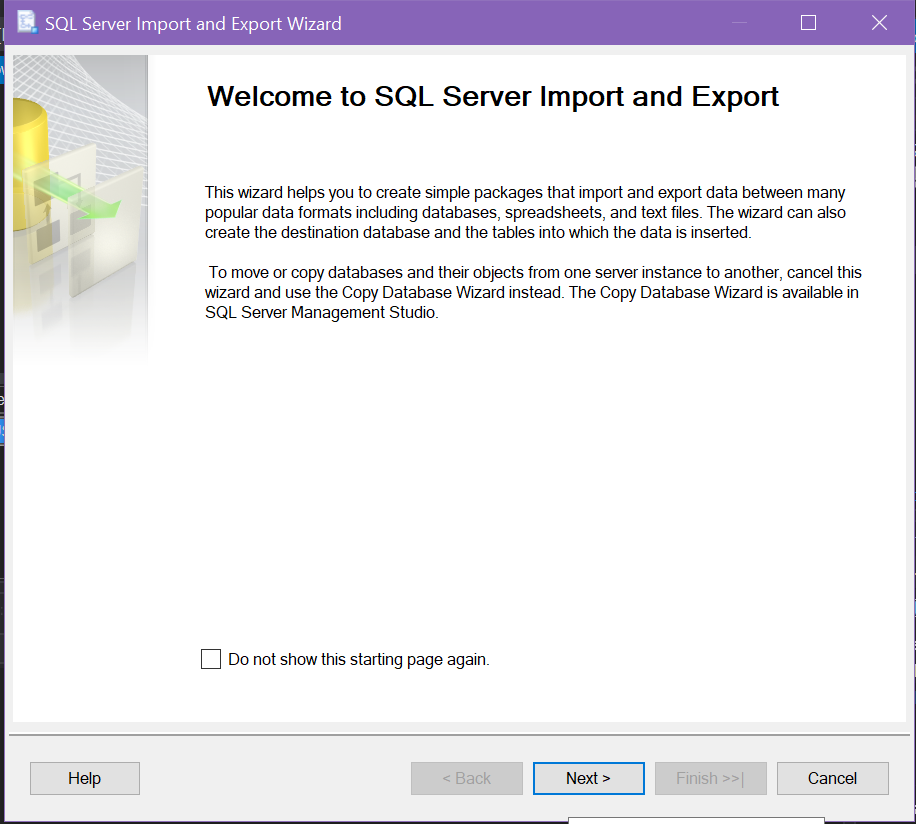 SQL Server Import and Export Wizard
Welcome to SQL Server Import and Export
This wizard helps you to create simple packages that import and export data between many
popular data formats including databases, spreadsheets, and text files. The wizard can also
create the destination database and the tables into which the data is inserted.
To move or copy databases and their objects from one server instance to another, cancel this
wizard and use the Copy Database Wizard instead. The Copy Database Wizard is available in
SQL Server Management Studio.
Do not show this starting page again.
Help
< Back
Next >
Finish >>|
Cancel